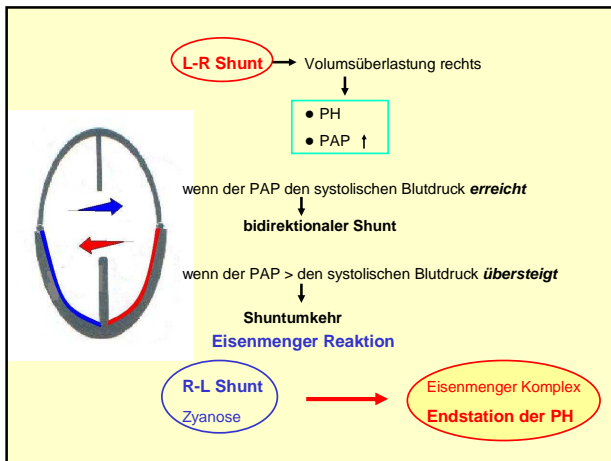 L-R Shunt Volumsüberlastung rechts
● PH
● PAP ↑
wenn der PAP den systolischen Blutdruck erreicht
bidirektionaler Shunt
wenn der PAP > den systolischen Blutdruck übersteigt
Shuntumkehr
Eisenmenger Reaktion
R-L Shunt
Zyanose
Eisenmenger Komplex
Endstation der PH